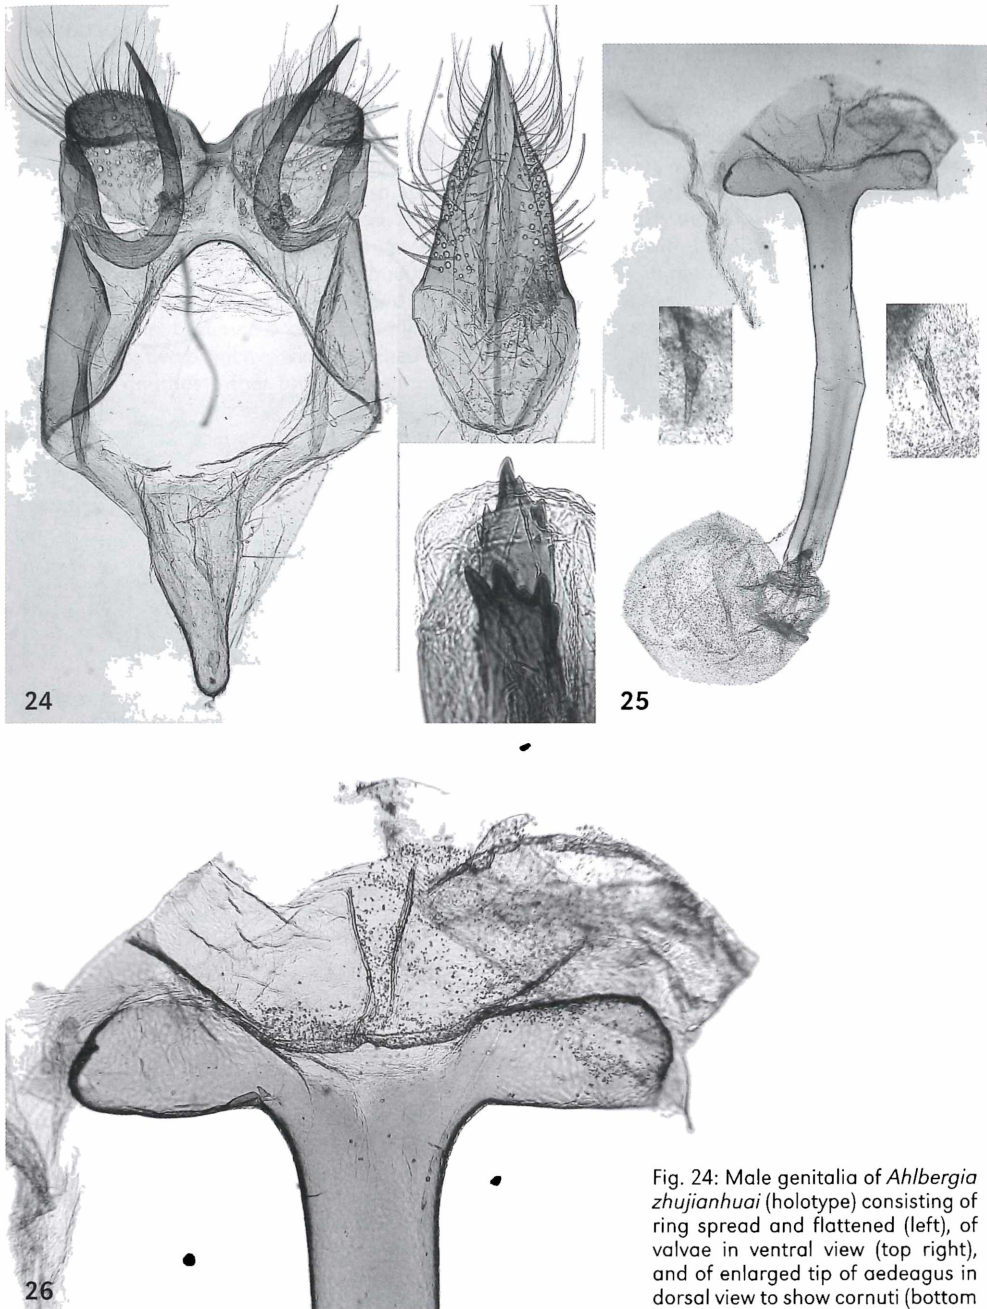 24
25
26
Fig. 24: Male genitalia of Ahlbergia
zhujianhuai (holotype) consisting of
ring spread and flattened (left), of
valvae in ventral view (top right),
and of enlarged tip of aedeagus in
dorsal view to show cornuti (bottom